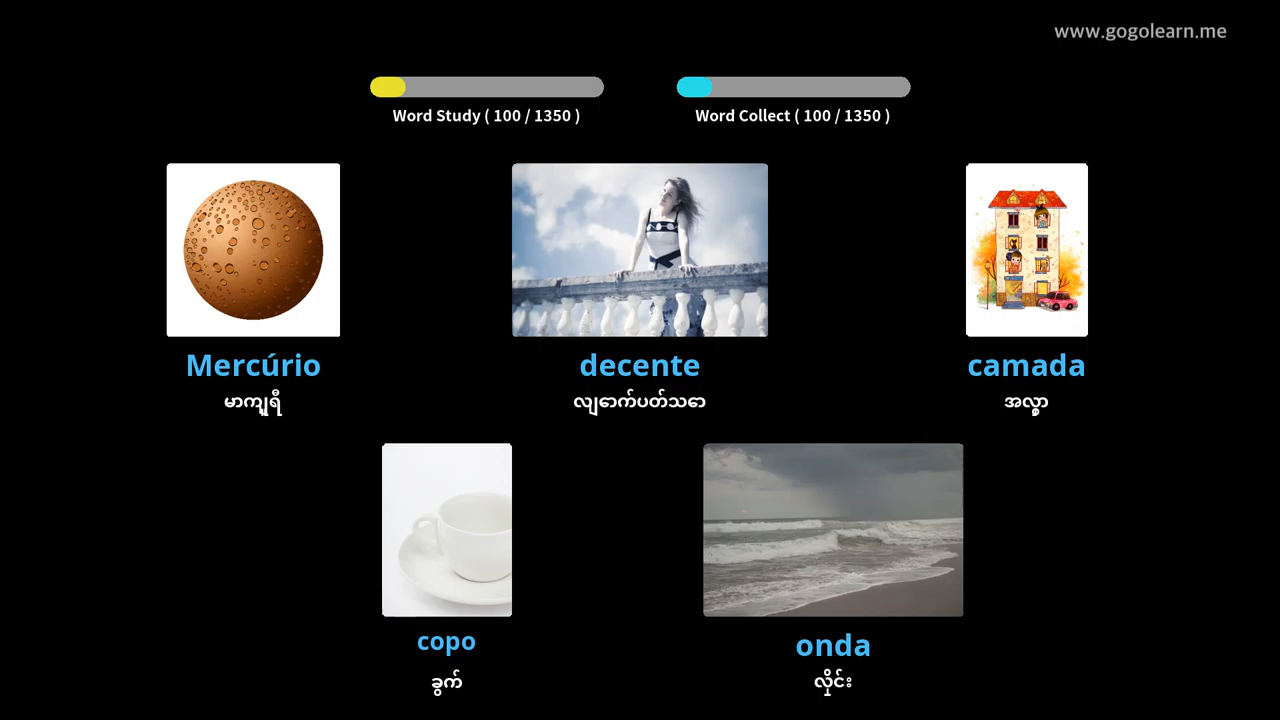 www.gogolearn.me
Word Study ( 100 / 1350 )
Word Collect ( 100 / 1350 )
Mercúrio
မာကျူရီ
decente
လျောက်ပတ်သော
camada
အလွှာ
copo
ခွက်
onda
လှိုင်း